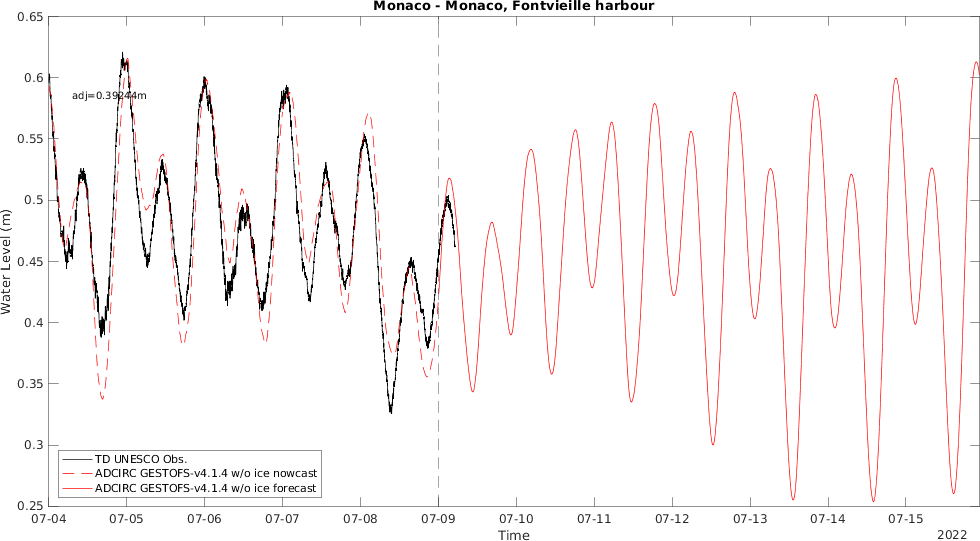 Monaco - Monaco, Fontvieille harbour
0.65
0.6
0.55
0.5
0.45
0.4
0.35
0.3
0.25
Water Level (m)
adj=0.39244m
TD UNESCO Obs.
ADCIRC GESTOFS-v4.1.4 w/o ice nowcast
ADCIRC GESTOFS-v4.1.4 w/o ice forecast
07-04 07-05 07-06 07-07 07-08 07-09 07-10 07-11 07-12 07-13 07-14 07-15
Time
2022